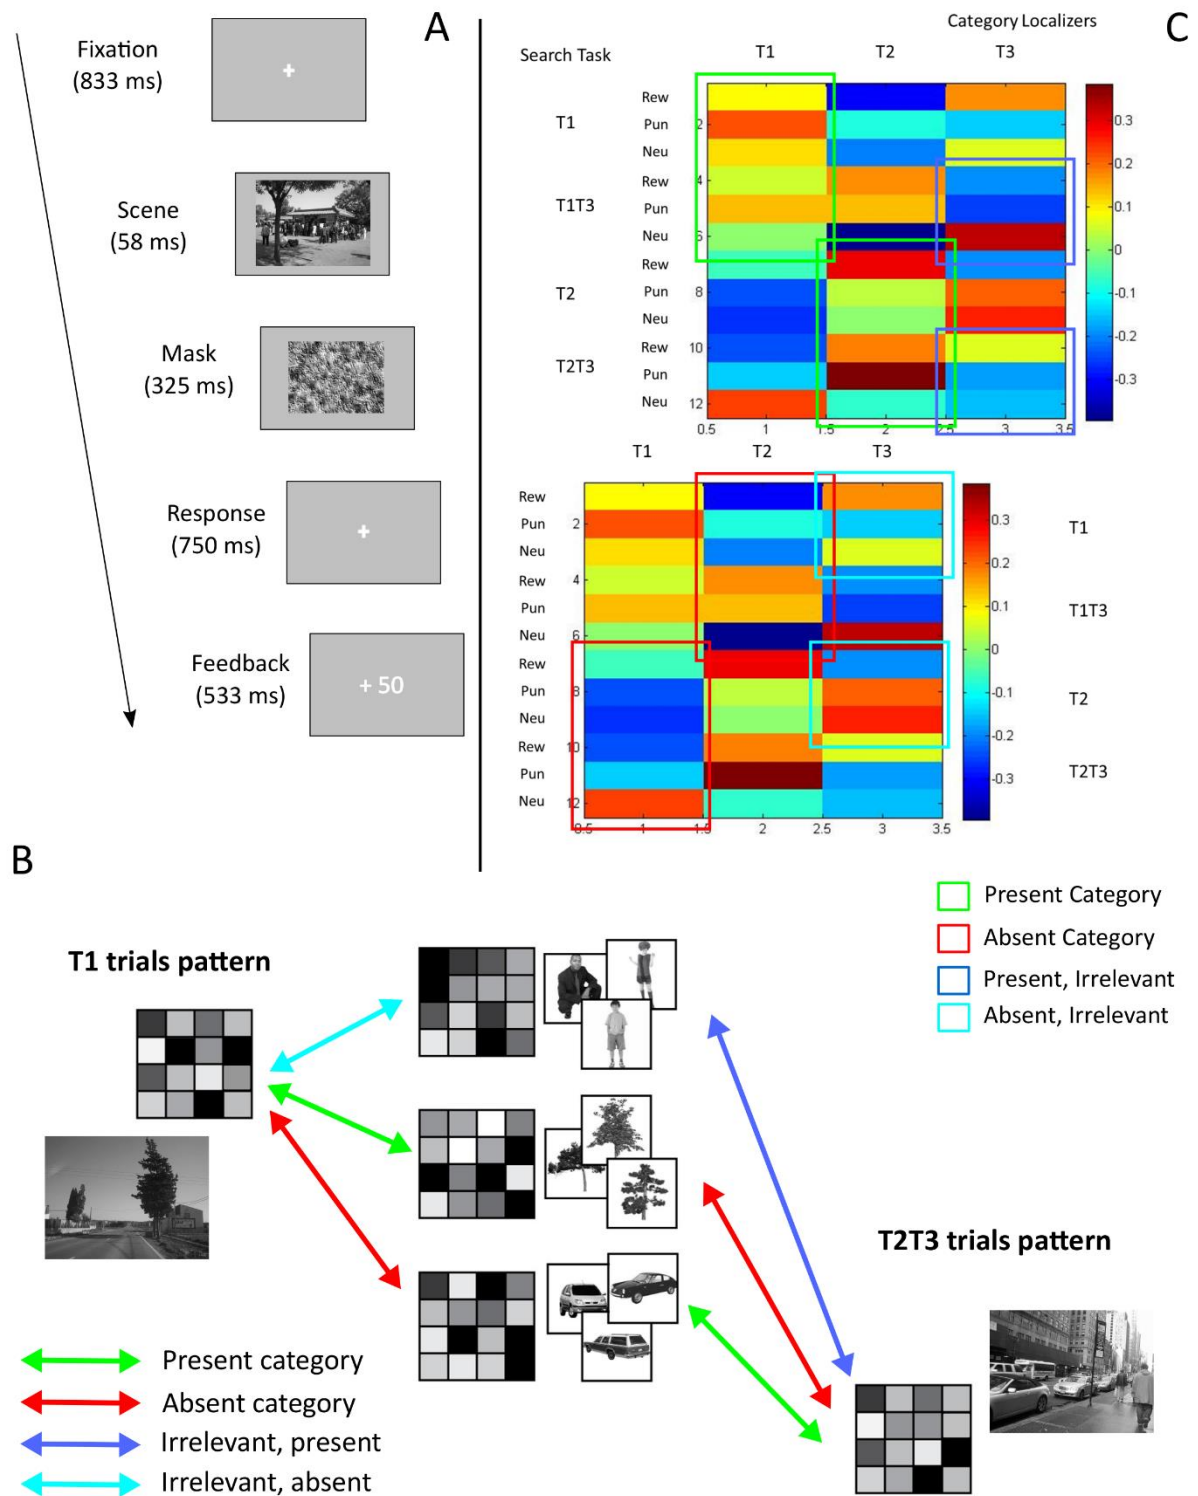 A
Fixation
(833 ms)
Scene
(58 ms)
Mask
(325 ms)
Response
(750 ms)
Feedback
(533 ms)
+ 50
C
Category Localizers
Search Task
T1 T2 T3
T1
T1T3
T2
T2T3
Rew
Pun 2
Neu
Rew 4
Pun
Neu 6
Rew
Pun 8
Neu
Rew 10
Pun
Neu 12
0.5 1 1.5 2 2.5 3 3.5
0.3
0.2
0.1
0
-0.1
-0.2
-0.3
T1 T2 T3
Rew
Pun 2
Neu
Rew 4
Pun
Neu 6
Rew
Pun 8
Neu
Rew 10
Pun
Neu 12
0.5 1 1.5 2 2.5 3 3.5
0.3
0.2
0.1
0
-0.1
-0.2
-0.3
T1
T1T3
T2
T2T3
B
Present Category
Absent Category
Present, Irrelevant
Absent, Irrelevant
T1 trials pattern
T2T3 trials pattern
Present category
Absent category
Irrelevant, present
Irrelevant, absent